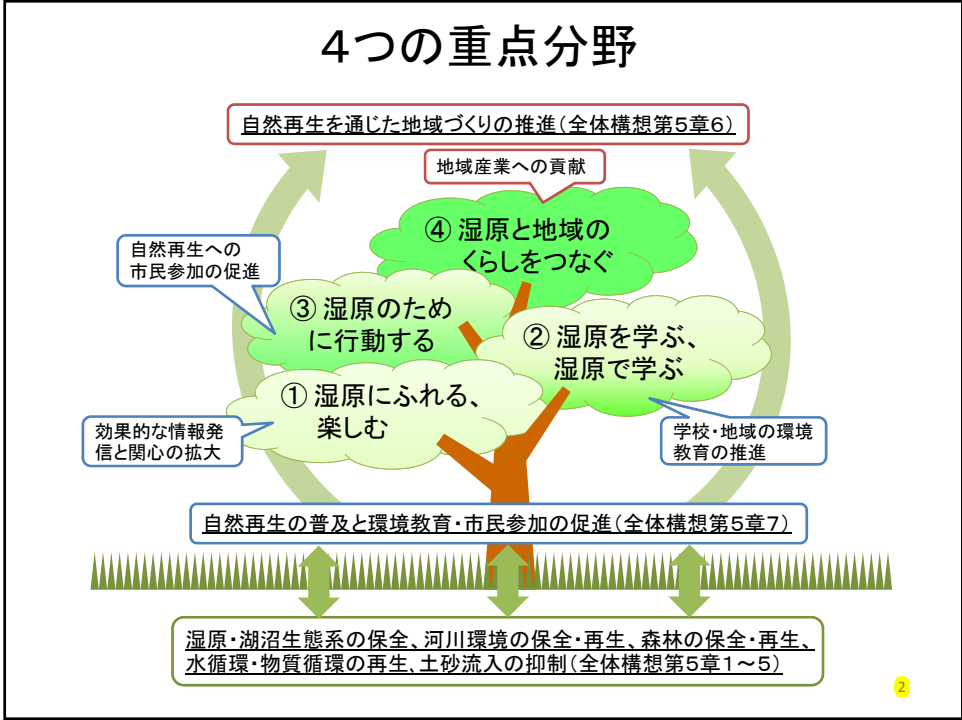 4つの重点分野
自然再生を通じた地域づくりの推進(全体構想第5章6)
地域産業への貢献
④ 湿原と地域の
くらしをつなぐ
自然再生への
市民参加の促進
③ 湿原のため
に行動する
② 湿原を学ぶ、
湿原で学ぶ
① 湿原にふれる、
楽しむ
効果的な情報発
信と関心の拡大
学校・地域の環境
教育の推進
自然再生の普及と環境教育・市民参加の促進(全体構想第5章7)
湿原・湖沼生態系の保全、河川環境の保全・再生、森林の保全・再生、
水循環・物質循環の再生、土砂流入の抑制(全体構想第5章1～5)
2